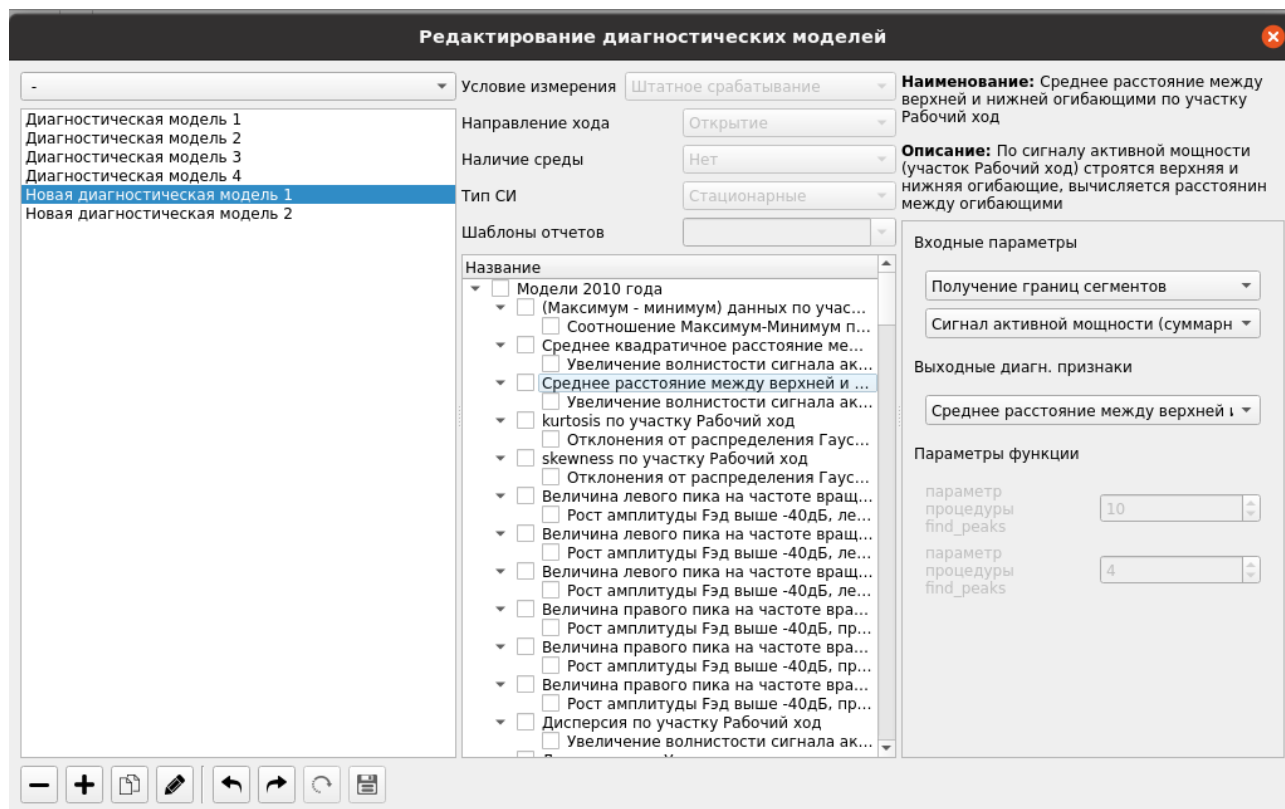 Редактирование диагностических моделей
-
Диагностическая модель 1
Диагностическая модель 2
Диагностическая модель 3
Диагностическая модель 4
Новая диагностическая модель 1
Новая диагностическая модель 2
Условие измерения Штатное срабатывание
Направление хода Открытие
Наличие среды Нет
Тип СИ Стационарные
Шаблоны отчетов
Название
Модели 2010 года
(Максимум - минимум) данных по учас...
Соотношение Максимум-Минимум п...
Среднее квадратичное расстояние ме...
Увеличение волнистости сигнала ак...
Среднее расстояние между верхней и ...
Увеличение волнистости сигнала ак...
kurtosis по участку Рабочий ход
Отклонения от распределения Гаус...
skewness по участку Рабочий ход
Отклонения от распределения Гаус...
Величина левого пика на частоте вращ...
Рост амплитуды Fэд выше -40дБ, ле...
Величина левого пика на частоте вращ...
Рост амплитуды Fэд выше -40дБ, ле...
Величина левого пика на частоте вращ...
Рост амплитуды Fэд выше -40дБ, ле...
Величина правого пика на частоте вра...
Рост амплитуды Fэд выше -40дБ, пр...
Величина правого пика на частоте вра...
Рост амплитуды Fэд выше -40дБ, пр...
Величина правого пика на частоте вра...
Рост амплитуды Fэд выше -40дБ, пр...
Дисперсия по участку Рабочий ход
Увеличение волнистости сигнала ак...
Наименование: Среднее расстояние между
верхней и нижней огибающими по участку
Рабочий ход
Описание: По сигналу активной мощности
(участок Рабочий ход) строятся верхняя и
нижняя огибающие, вычисляется расстоянин
между огибающими
Входные параметры
Получение границ сегментов
Сигнал активной мощности (суммарн
Выходные диагн. признаки
Среднее расстояние между верхней
Параметры функции
параметр
процедуры
find_peaks
10
параметр
процедуры
find_peaks
4